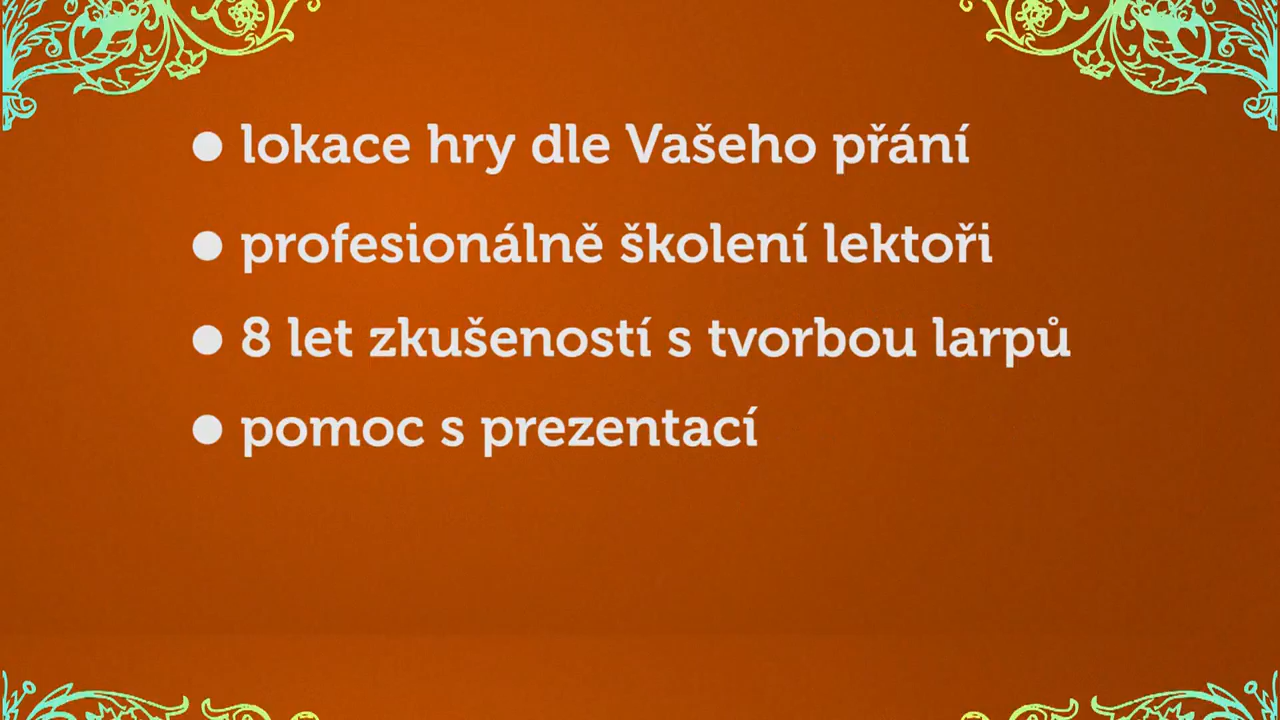 • lokace hry dle Vašeho přání
• profesionálně školení lektoři
• 8 let zkušeností s tvorbou larpů
• pomoc s prezentací